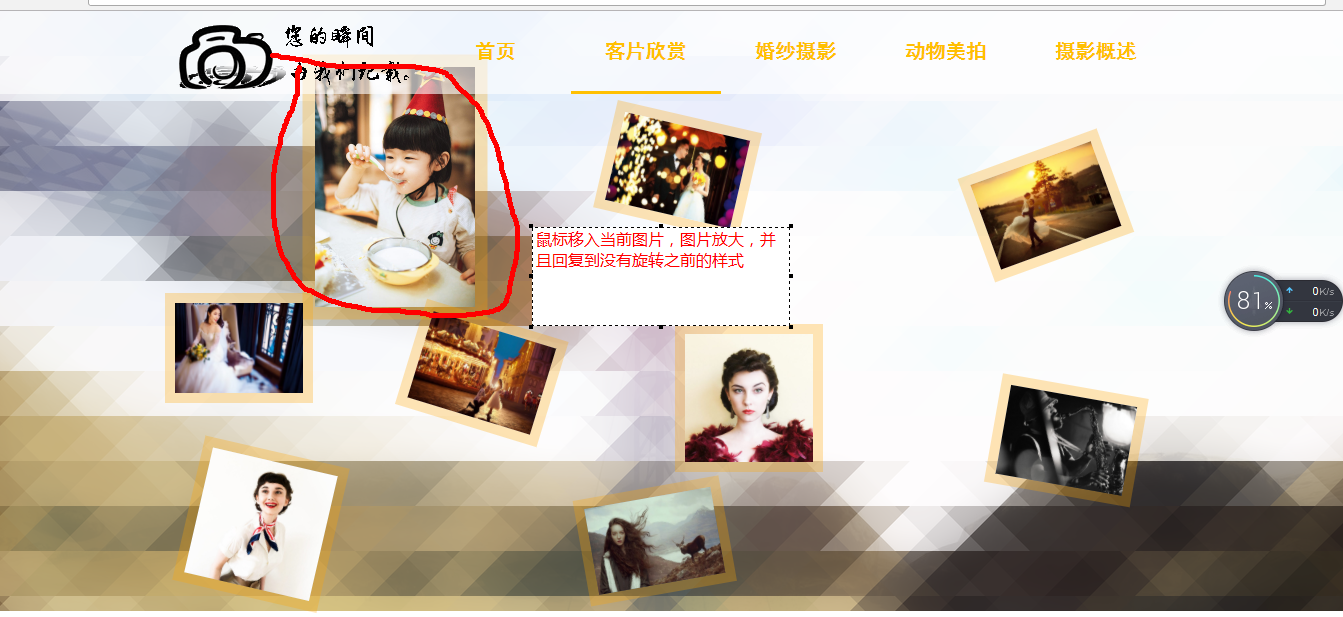 您的瞬间
由我们记载。
首页
客片欣赏
婚纱摄影
动物美拍
摄影概述
鼠标移入当前图片，图片放大，并
且回复到没有旋转之前的样式
81%
0K/s
0K/s